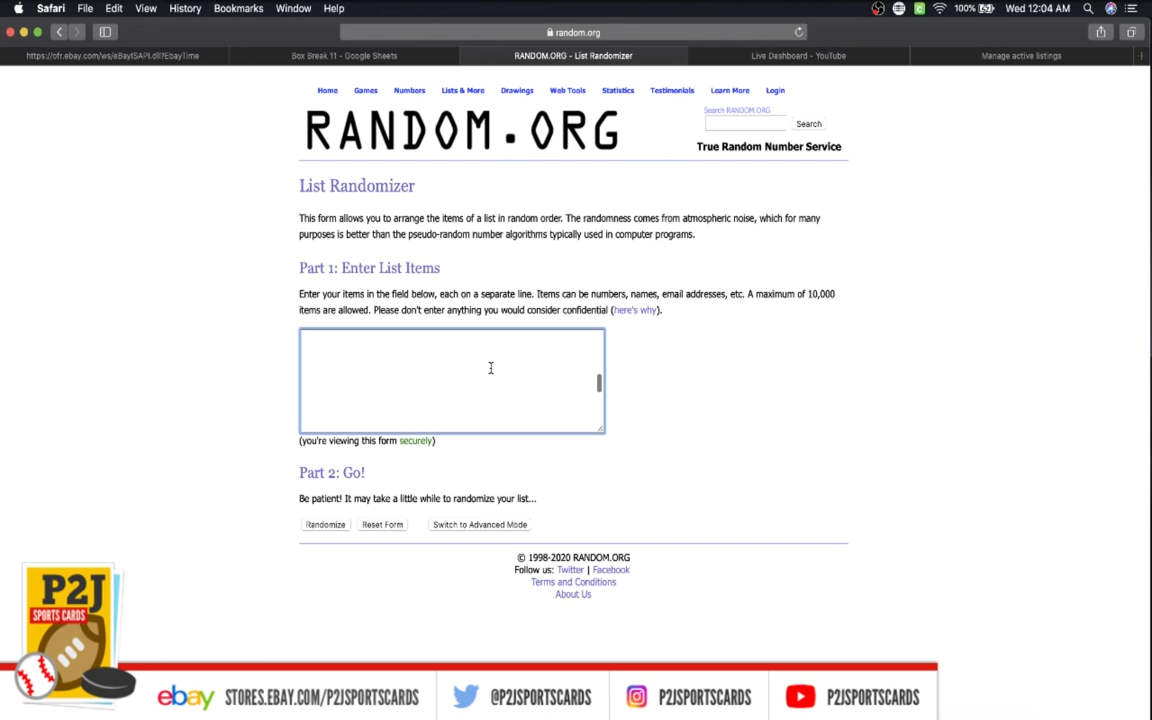 Safari File Edit View History Bookmarks Window Help 100% Wed 12:04 AM
random.org
https://ofr.ebay.com/ws/eBayISAPI.dll?EbayTime Box Break 11 - Google Sheets RANDOM.ORG - List Randomizer Live Dashboard - YouTube Manage active listings
Home Games Numbers Lists & More Drawings Web Tools Statistics Testimonials Learn More Login
RANDOM.ORG
Search RANDOM.ORG
Search
True Random Number Service
List Randomizer
This form allows you to arrange the items of a list in random order. The randomness comes from atmospheric noise, which for many
purposes is better than the pseudo-random number algorithms typically used in computer programs.
Part 1: Enter List Items
Enter your items in the field below, each on a separate line. Items can be numbers, names, email addresses, etc. A maximum of 10,000
items are allowed. Please don't enter anything you would consider confidential (here's why).
(you're viewing this form securely)
Part 2: Go!
Be patient! It may take a little while to randomize your list...
Randomize Reset Form Switch to Advanced Mode
© 1998-2020 RANDOM.ORG
Follow us: Twitter | Facebook
Terms and Conditions
About Us
P2J
SPORTS CARDS
ebay STORES.EBAY.COM/P2JSPORTSCARDS @P2JSPORTSCARDS P2JSPORTSCARDS P2JSPORTSCARDS